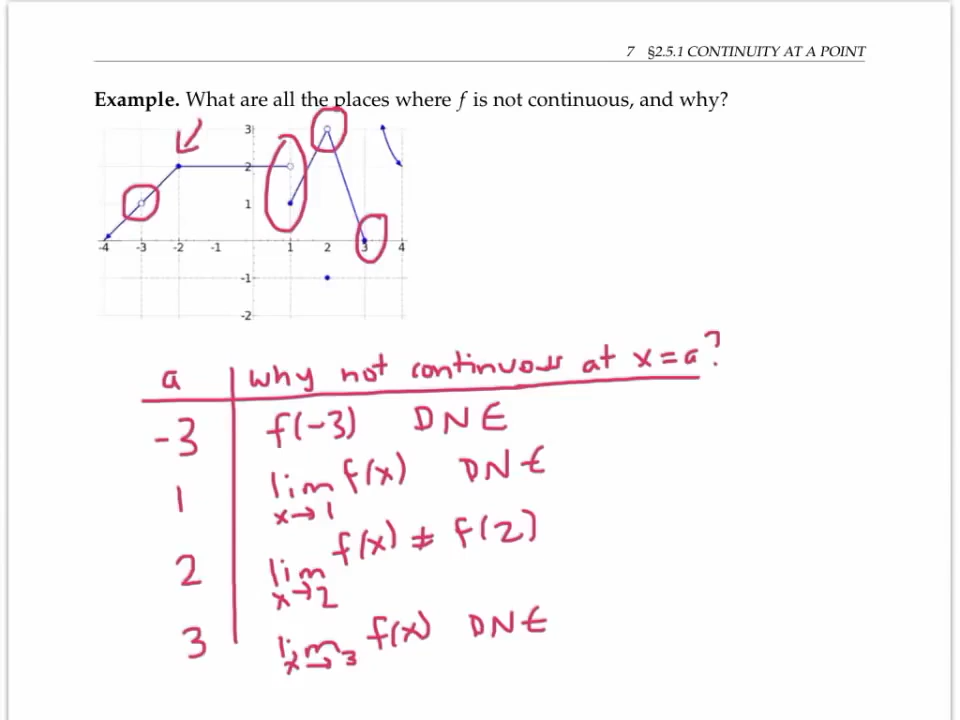 7 §2.5.1 CONTINUITY AT A POINT
Example. What are all the places where f is not continuous, and why?
3
2
1
-4 -3 -2 -1 1 2 3 4
-1
-2
a why not continuous at x=a?
-3 f(-3) DNE
1 lim x→1 f(x) DNE
2 lim x→2 f(x) ≠ f(2)
3 lim x→3 f(x) DNE